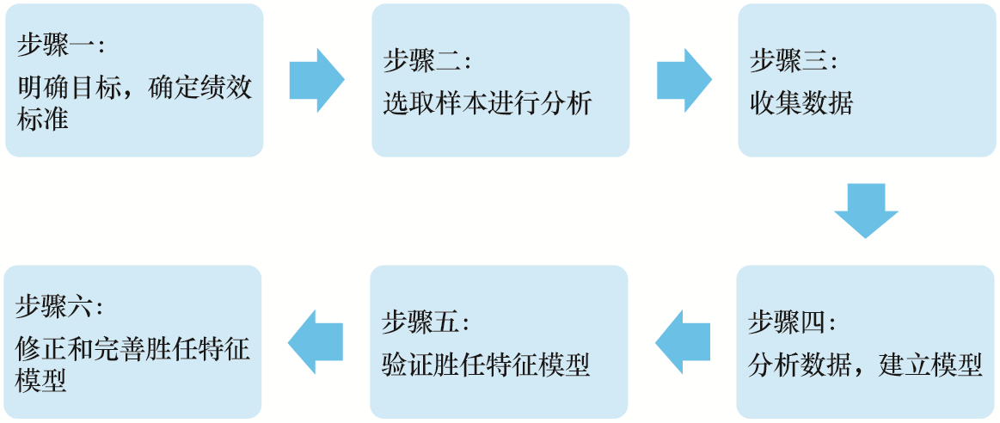 步骤一：
明确目标，确定绩效
标准
步骤二：
选取样本进行分析
步骤三：
收集数据
步骤四：
分析数据，建立模型
步骤五：
验证胜任特征模型
步骤六：
修正和完善胜任特征
模型